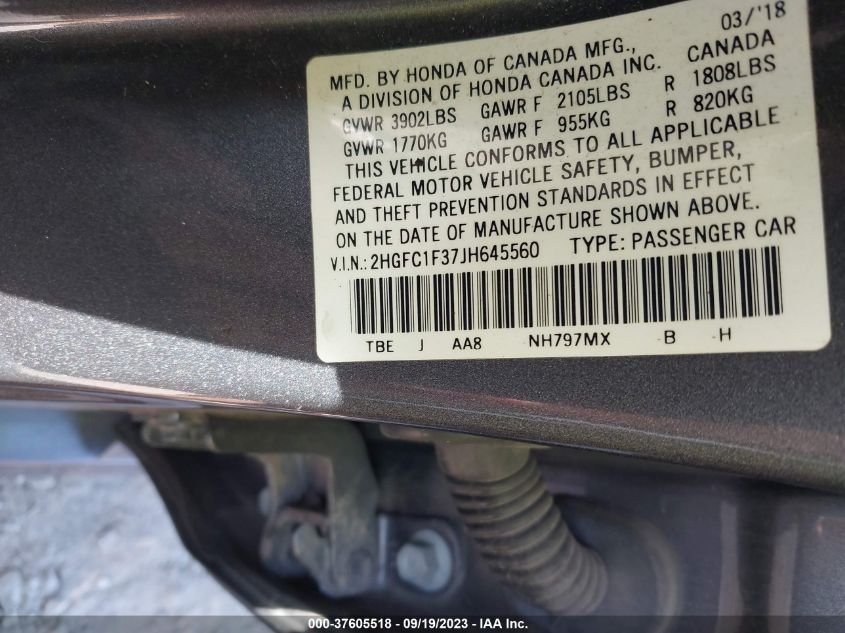 03/'18
MFD. BY HONDA OF CANADA MFG.,
A DIVISION OF HONDA CANADA INC. CANADA
GVWR 3902LBS GAWR F 2105LBS R 1808LBS
GVWR 1770KG GAWR F 955KG R 820KG
THIS VEHICLE CONFORMS TO ALL APPLICABLE
FEDERAL MOTOR VEHICLE SAFETY, BUMPER,
AND THEFT PREVENTION STANDARDS IN EFFECT
ON THE DATE OF MANUFACTURE SHOWN ABOVE.
V.I.N.: 2HGFC1F37JH645560 TYPE: PASSENGER CAR
TBE J AA8 NH797MX B H
000-37605518 - 09/19/2023 - IAA Inc.